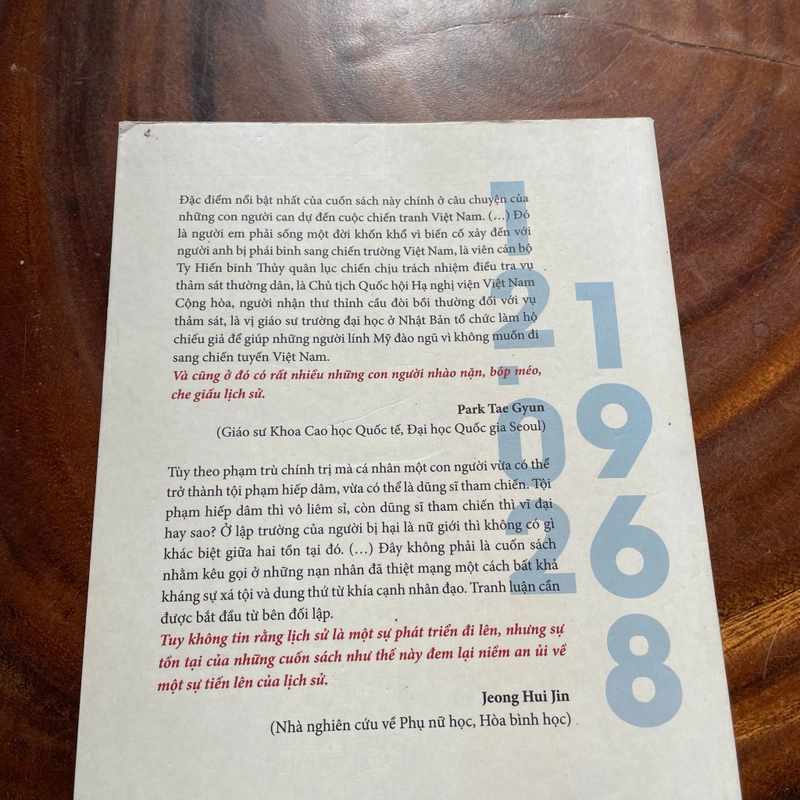 Đặc điểm nổi bật nhất của cuốn sách này chính ở câu chuyện của
những con người can dự đến cuộc chiến tranh Việt Nam. (…) Đó
là người em phải sống một đời khốn khổ vì biến cố xảy đến với
người anh bị phái binh sang chiến trường Việt Nam, là viên cán bộ
Ty Hiến binh Thủy quân lục chiến chịu trách nhiệm điều tra vụ
thảm sát thường dân, là Chủ tịch Quốc hội Hạ nghị viện Việt Nam
Cộng hòa, người nhận thư thỉnh cầu đòi bồi thường đối với vụ
thảm sát, là vị giáo sư trường đại học ở Nhật Bản tổ chức làm hộ
chiếu giả để giúp những người lính Mỹ đào ngũ vì không muốn đi
sang chiến tuyến Việt Nam.
Và cũng ở đó có rất nhiều những con người nhào nặn, bóp méo,
che giấu lịch sử.
Park Tae Gyun
(Giáo sư Khoa Cao học Quốc tế, Đại học Quốc gia Seoul)
Tùy theo phạm trù chính trị mà cá nhân một con người vừa có thể
trở thành tội phạm hiếp dâm, vừa có thể là dũng sĩ tham chiến. Tội
phạm hiếp dâm thì vô liêm sỉ, còn dũng sĩ tham chiến thì vĩ đại
hay sao? Ở lập trường của người bị hại là nữ giới thì không có gì
khác biệt giữa hai tồn tại đó. (…) Đây không phải là cuốn sách
nhằm kêu gọi ở những nạn nhân đã thiệt mạng một cách bất khả
kháng sự xá tội và dung thứ từ khía cạnh nhân đạo. Tranh luận cần
được bắt đầu từ bên đối lập.
Tuy không tin rằng lịch sử là một sự phát triển đi lên, nhưng sự
tồn tại của những cuốn sách như thế này đem lại niềm an ủi về
một sự tiến lên của lịch sử.
Jeong Hui Jin
(Nhà nghiên cứu về Phụ nữ học, Hòa bình học)
12.02
1968